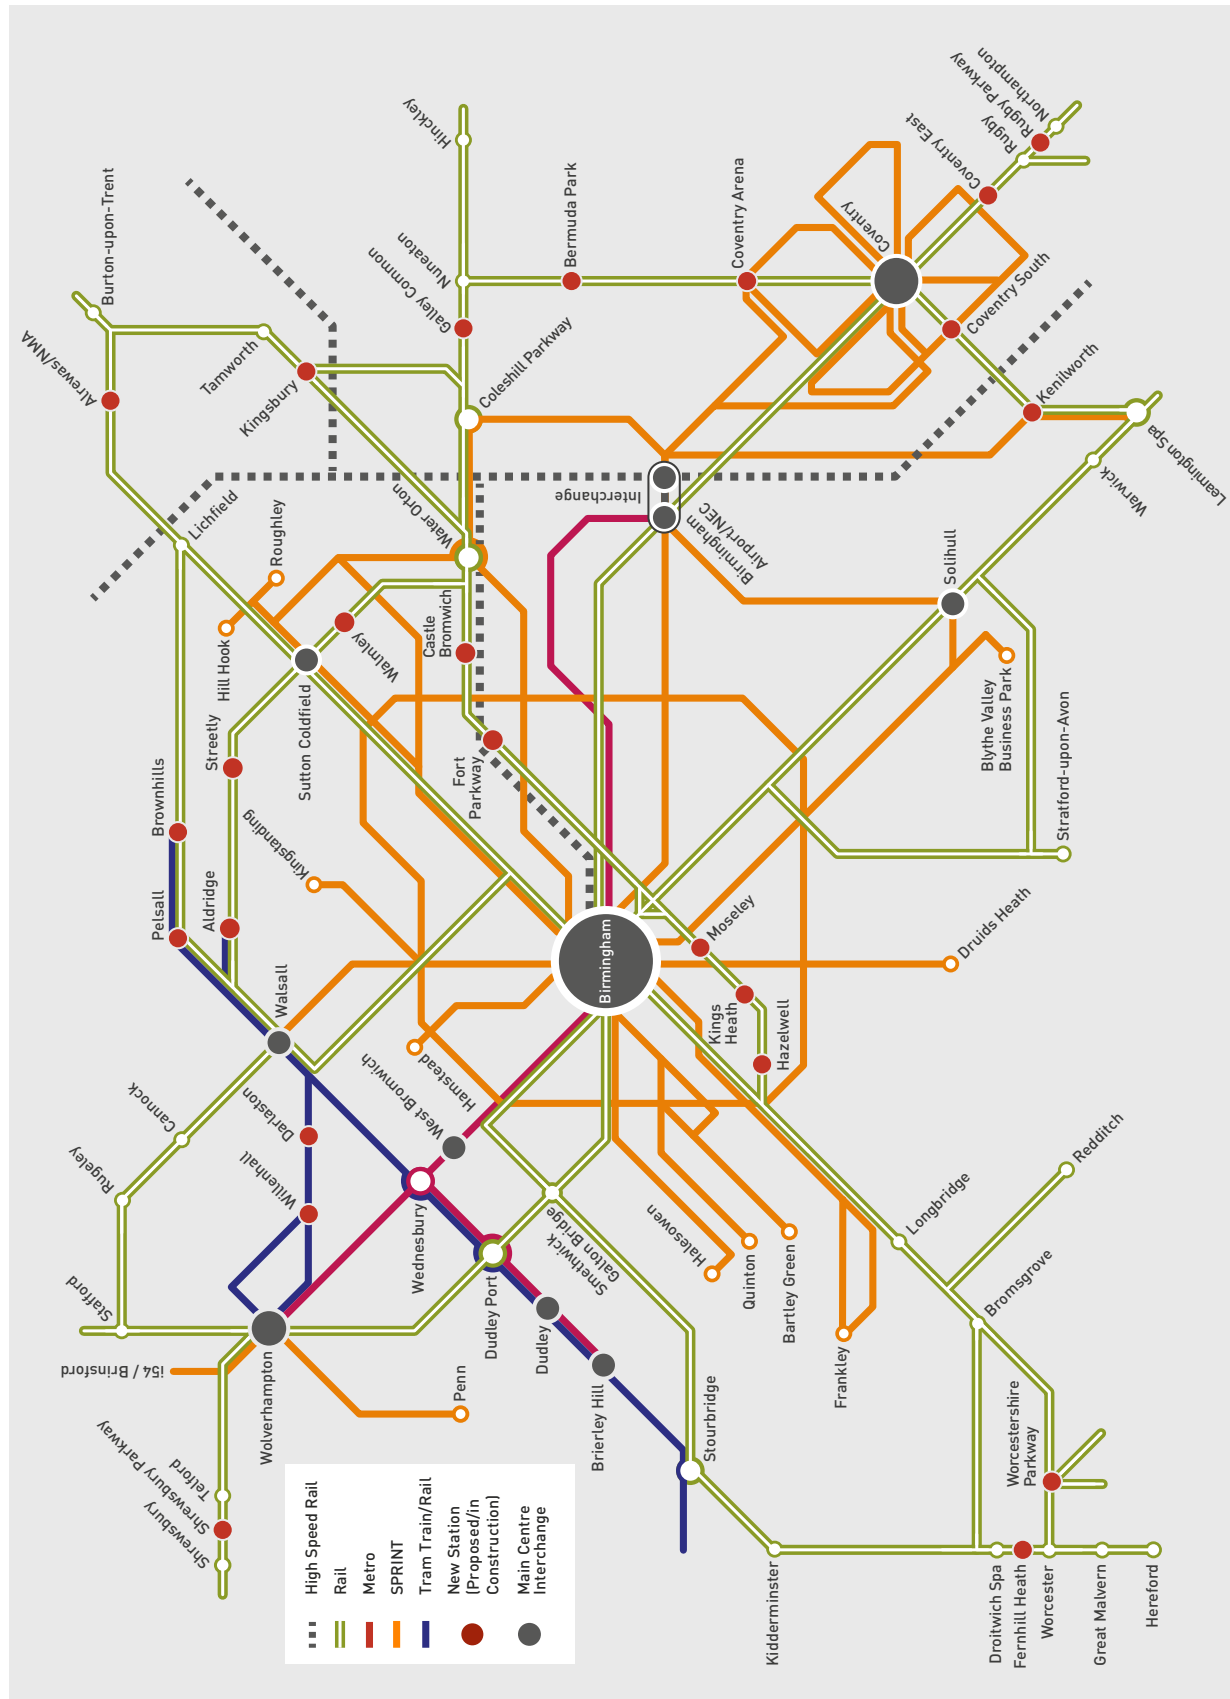 Hinckley
Northampton
Rugby Parkway
Rugby
Coventry East
Burton-upon-Trent
Bermuda Park
Coventry Arena
Coventry
Nuneaton
Galley Common
Coventry South
Alrewas/NMA
Tamworth
Kingsbury
Coleshill Parkway
Kenilworth
Leamington Spa
Warwick
Lichfield
Water Orton
Interchange
Birmingham
Airport/NEC
Roughley
Hill Hook
Walmley
Castle
Bromwich
Solihull
Blythe Valley
Business Park
Stratford-upon-Avon
Sutton Coldfield
Streetly
Fort
Parkway
Brownhills
Kingstanding
Pelsall
Aldridge
Birmingham
Moseley
Druids Heath
Walsall
Kings
Heath
Hazelwell
Hamstead
West Bromwich
Cannock
Darlaston
Rugeley
Willenhall
Redditch
Longbridge
Wednesbury
Smethwick
Galton Bridge
Halesowen
Quinton
Bartley Green
Bromsgrove
Stafford
Dudley Port
Dudley
Frankley
i54 / Brinsford
Wolverhampton
Penn
Brierley Hill
Stourbridge
Worcestershire
Parkway
Shrewsbury Parkway
Telford
Shrewsbury
Kidderminster
Droitwich Spa
Fernhill Heath
Worcester
Great Malvern
Hereford
High Speed Rail
Rail
Metro
SPRINT
Tram Train/Rail
New Station
(Proposed/in
Construction)
Main Centre
Interchange